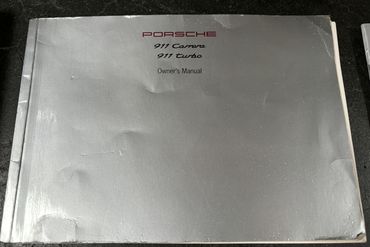 PORSCHE
911 Carrera
911 turbo
Owner's Manual